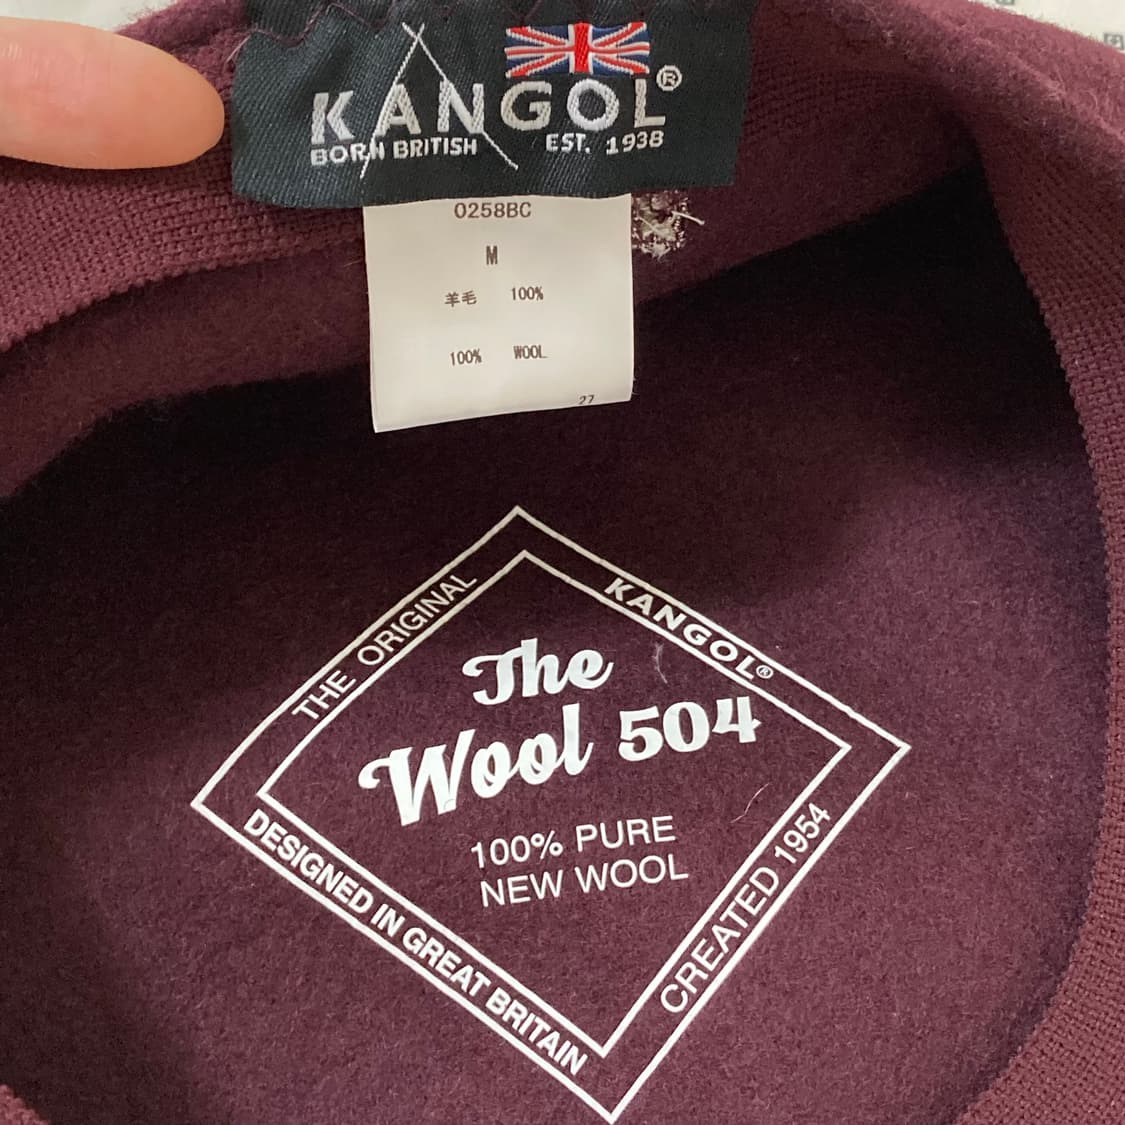 KANGOL®
BORN BRITISH EST. 1938
0258BC
M
羊毛 100%
100% WOOL
27
THE ORIGINAL
KANGOL®
The
Wool 504
100% PURE
NEW WOOL
DESIGNED IN GREAT BRITAIN
CREATED 1954